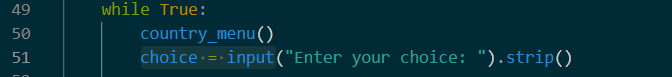 49 while True:
50 country_menu()
51 choice = input("Enter your choice: ").strip()